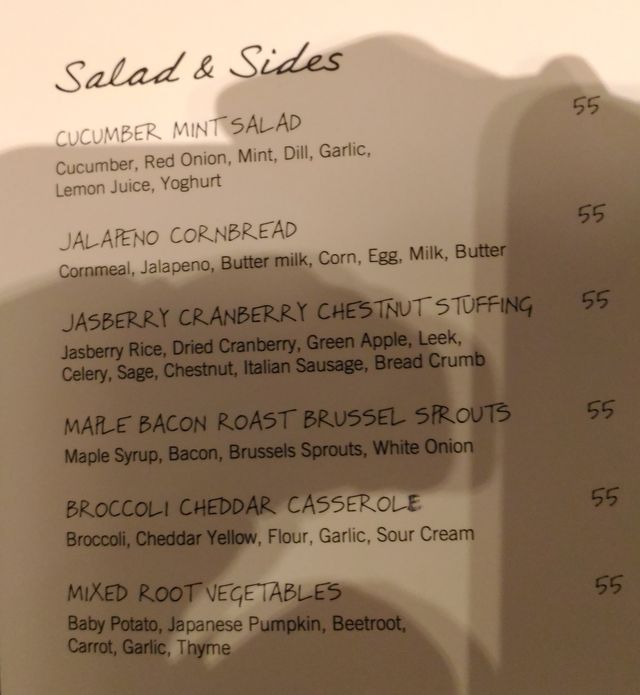 Salad & Sides
CUCUMBER MINT SALAD 55
Cucumber, Red Onion, Mint, Dill, Garlic,
Lemon Juice, Yoghurt
JALAPENO CORNBREAD 55
Cornmeal, Jalapeno, Butter milk, Corn, Egg, Milk, Butter
JASBERRY CRANBERRY CHESTNUT STUFFING 55
Jasberry Rice, Dried Cranberry, Green Apple, Leek,
Celery, Sage, Chestnut, Italian Sausage, Bread Crumb
MAPLE BACON ROAST BRUSSEL SPROUTS 55
Maple Syrup, Bacon, Brussels Sprouts, White Onion
BROCCOLI CHEDDAR CASSEROLE 55
Broccoli, Cheddar Yellow, Flour, Garlic, Sour Cream
MIXED ROOT VEGETABLES 55
Baby Potato, Japanese Pumpkin, Beetroot,
Carrot, Garlic, Thyme